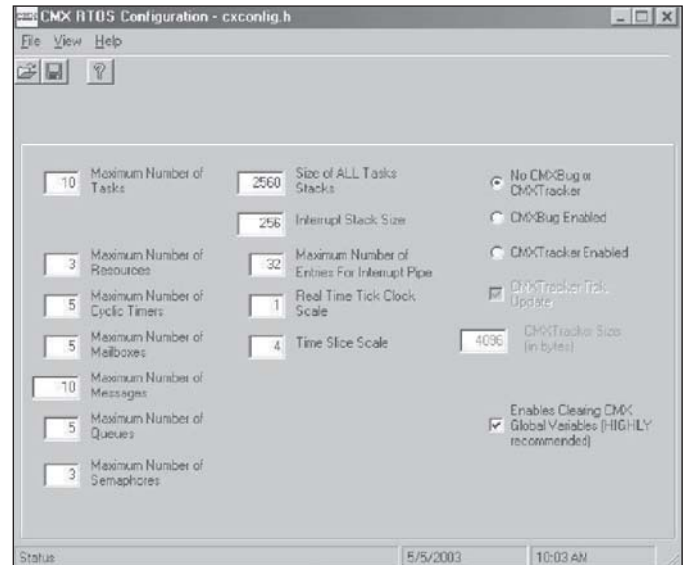 CMX CMX RTOS Configuration - cxconfig.h
File View Help
10 Maximum Number of
Tasks
3 Maximum Number of
Resources
5 Maximum Number of
Cyclic Timers
5 Maximum Number of
Mailboxes
10 Maximum Number of
Messages
5 Maximum Number of
Queues
3 Maximum Number of
Semaphores
2560 Size of ALL Tasks
Stacks
256 Interrupt Stack Size
32 Maximum Number of
Entries For Interrupt Pipe
1 Real Time Tick Clock
Scale
4 Time Slice Scale
No CMXBug or
CMXTracker
CMXBug Enabled
CMXTracker Enabled
CMXTracker Tick
Update
4096 CMXTracker Size
(in bytes)
Enables Clearing CMX
Global Variables (HIGHLY
recommended)
Status 5/5/2003 10:03 AM